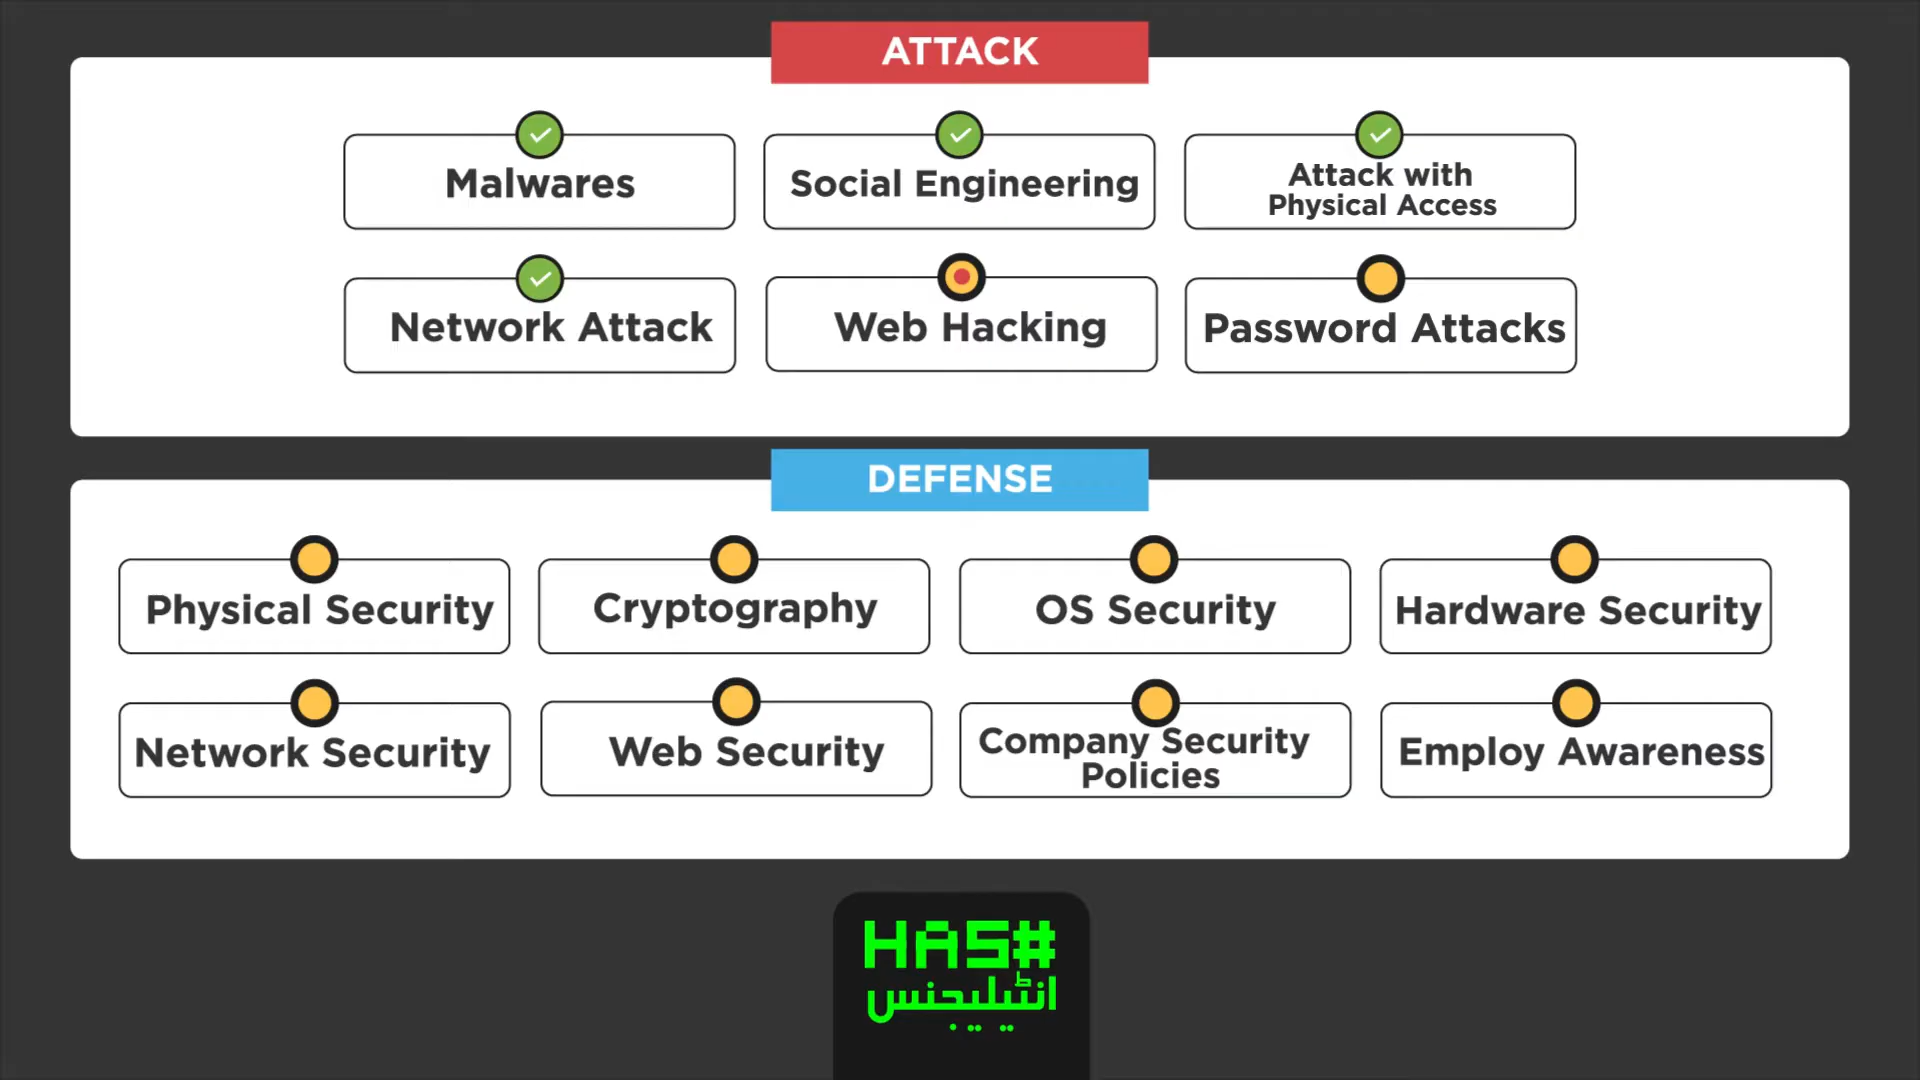 ATTACK
Malwares
Social Engineering
Attack with
Physical Access
Network Attack
Web Hacking
Password Attacks
DEFENSE
Physical Security
Cryptography
OS Security
Hardware Security
Network Security
Web Security
Company Security
Policies
Employ Awareness
HAS#
انٹیلیجنس